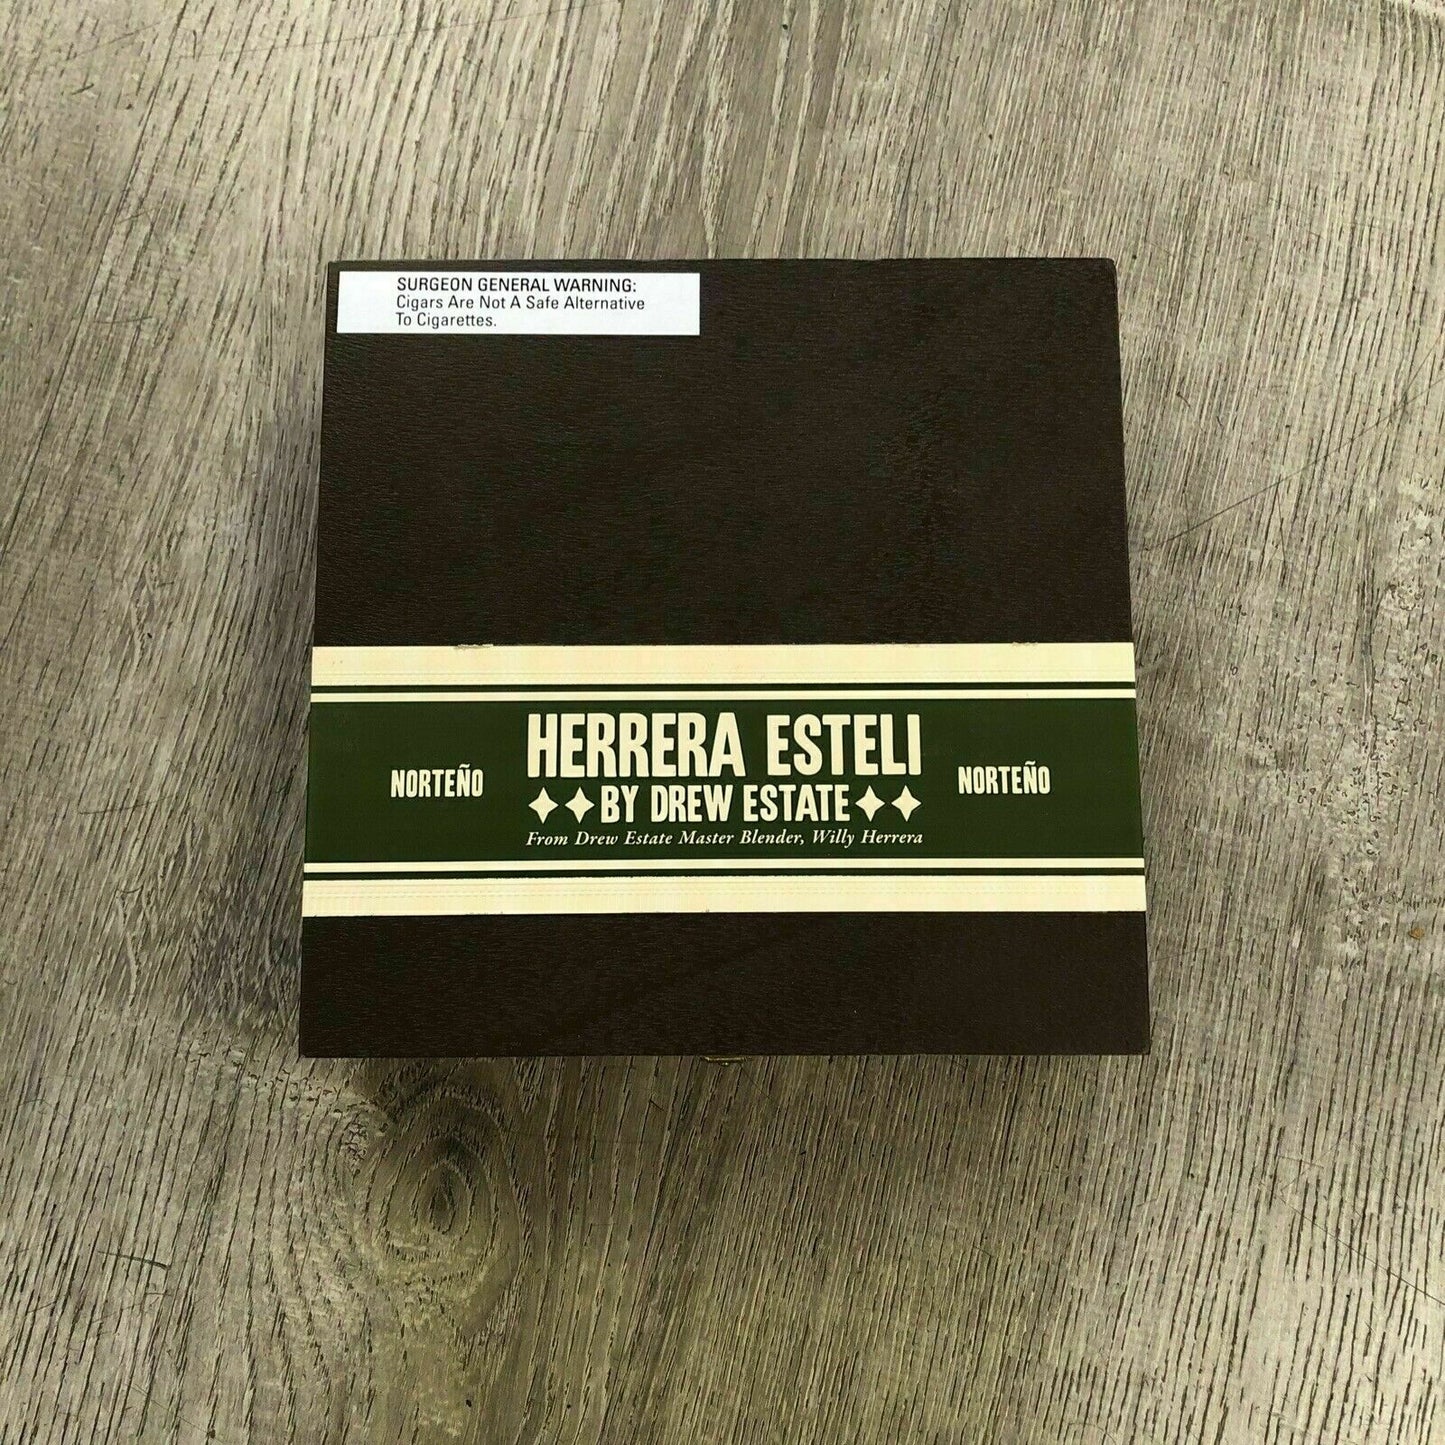 SURGEON GENERAL WARNING:
Cigars Are Not A Safe Alternative
To Cigarettes.
HERRERA ESTELI
NORTEÑO
NORTEÑO
BY DREW ESTATE
From Drew Estate Master Blender, Willy Herrera